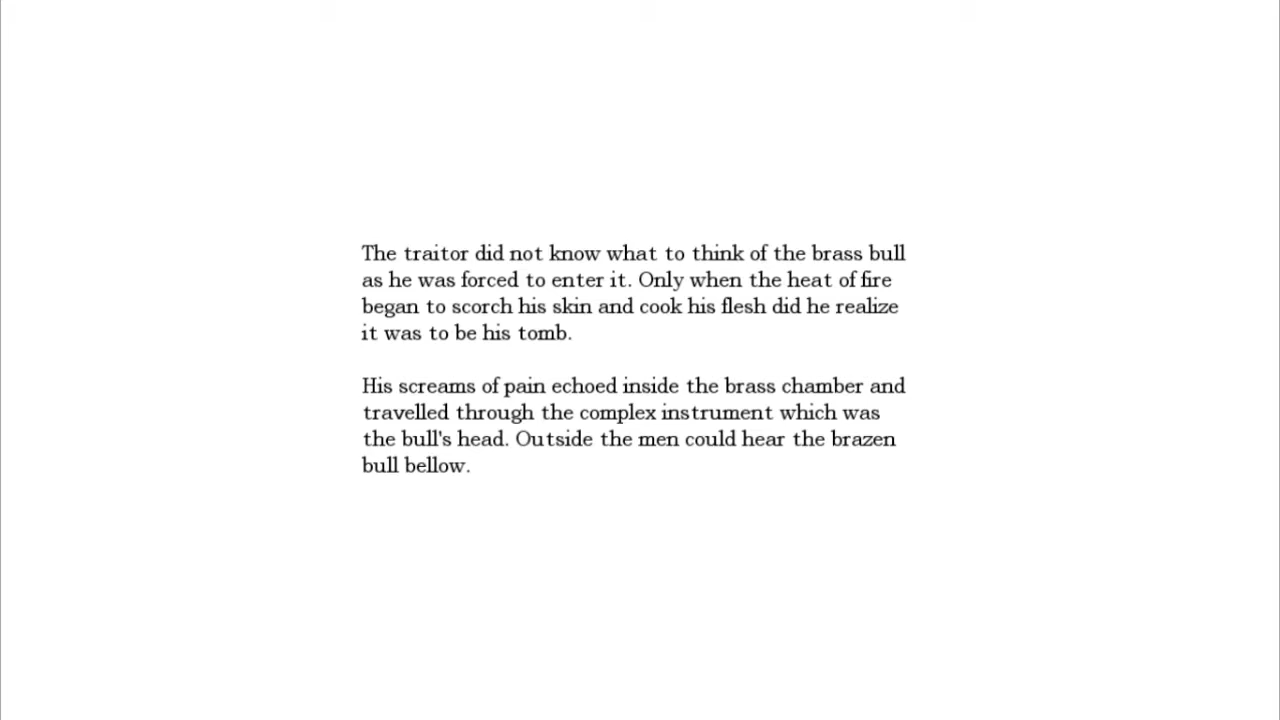 The traitor did not know what to think of the brass bull
as he was forced to enter it. Only when the heat of fire
began to scorch his skin and cook his flesh did he realize
it was to be his tomb.
His screams of pain echoed inside the brass chamber and
travelled through the complex instrument which was
the bull's head. Outside the men could hear the brazen
bull bellow.